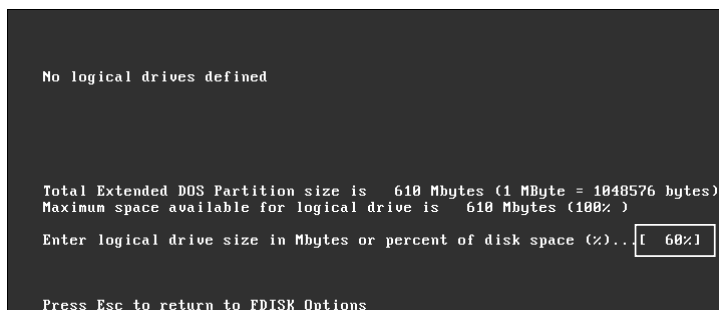 No logical drives defined
Total Extended DOS Partition size is   610 Mbytes (1 MByte = 1048576 bytes)
Maximum space available for logical drive is   610 Mbytes (100% )
Enter logical drive size in Mbytes or percent of disk space (%)...[  60%]
Press Esc to return to FDISK Options